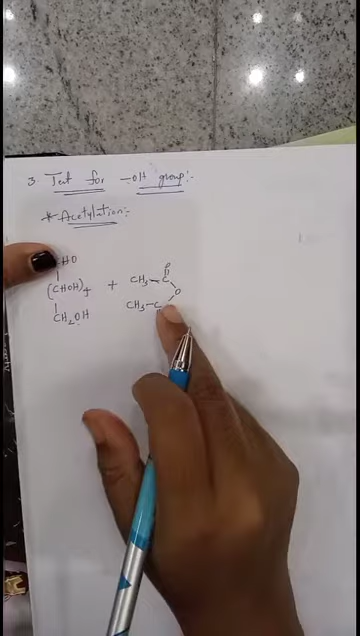 3. Test for -OH group:-
* Acetylation:-
CHO
O
(CHOH)4 + CH3-C
O
CH3-C
CH2OH